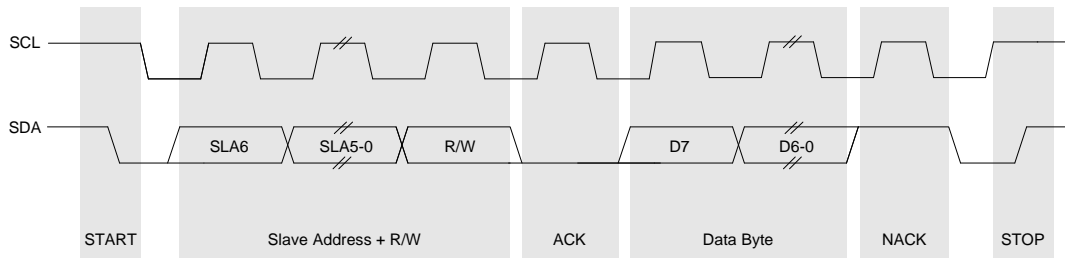 SCL
SDA
SLA6 SLA5-0 R/W D7 D6-0
START Slave Address + R/W ACK Data Byte NACK STOP